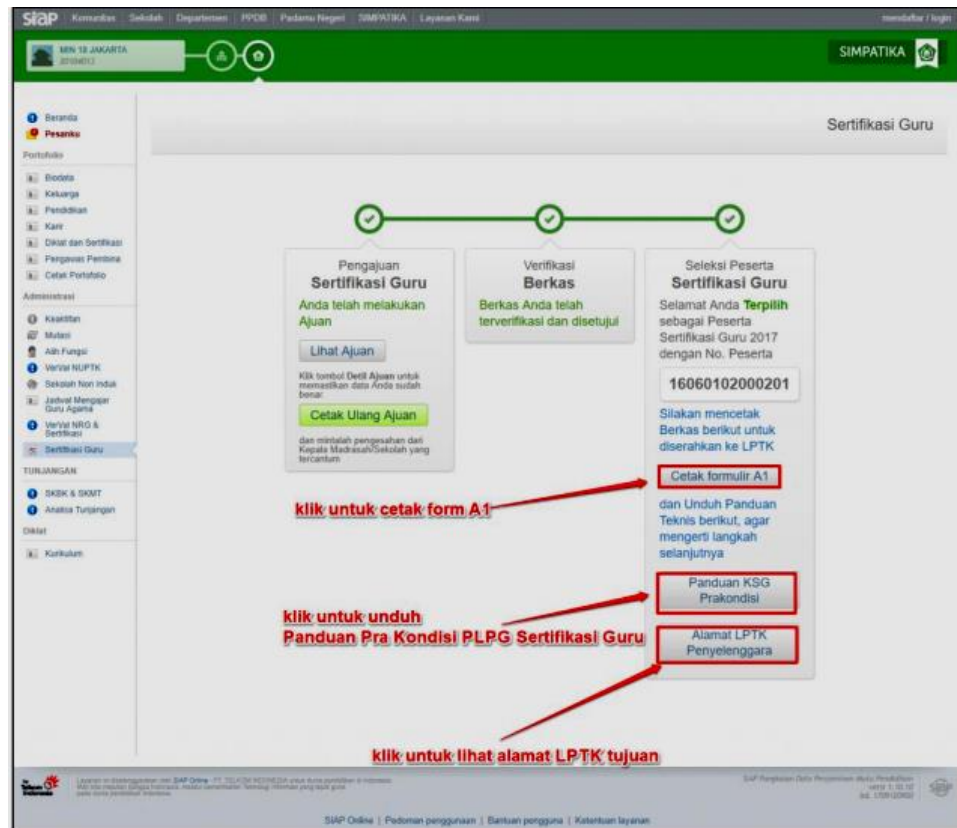 siap Komunitas Sekolah Departemen PPDB Padamu Negeri SIMPATIKA Layanan Kami mendaftar / login
MIN 18 JAKARTA
SIMPATIKA
Beranda
Pesanku
Sertifikasi Guru
Portofolio
Biodata
Keluarga
Pendidikan
Karir
Diklat dan Sertifikasi
Pengawas Pembina
Cetak Portofolio
Administrasi
Keaktifan
Mutasi
Alih Fungsi
VerVal NUPTK
Sekolah Non Induk
Jadwal Mengajar
Guru Agama
VerVal NRG &
Sertifikasi
Sertifikasi Guru
TUNJANGAN
SKBK & SKMT
Analisa Tunjangan
Diklat
Kurikulum
Pengajuan
Sertifikasi Guru
Anda telah melakukan
Ajuan
Lihat Ajuan
Klik tombol Detil Ajuan untuk
memastikan data Anda sudah
benar.
Cetak Ulang Ajuan
dan mintalah pengesahan dari
Kepala Madrasah/Sekolah yang
tercantum
Verifikasi
Berkas
Berkas Anda telah
terverifikasi dan disetujui
Seleksi Peserta
Sertifikasi Guru
Selamat Anda Terpilih
sebagai Peserta
Sertifikasi Guru 2017
dengan No. Peserta
16060102000201
Silakan mencetak
Berkas berikut untuk
diserahkan ke LPTK
Cetak formulir A1
dan Unduh Panduan
Teknis berikut, agar
mengerti langkah
selanjutnya
Panduan KSG
Prakondisi
Alamat LPTK
Penyelenggara
klik untuk cetak form A1
klik untuk unduh
Panduan Pra Kondisi PLPG Sertifikasi Guru
klik untuk lihat alamat LPTK tujuan
SIAP Online | Pedoman penggunaan | Bantuan pengguna | Ketentuan layanan